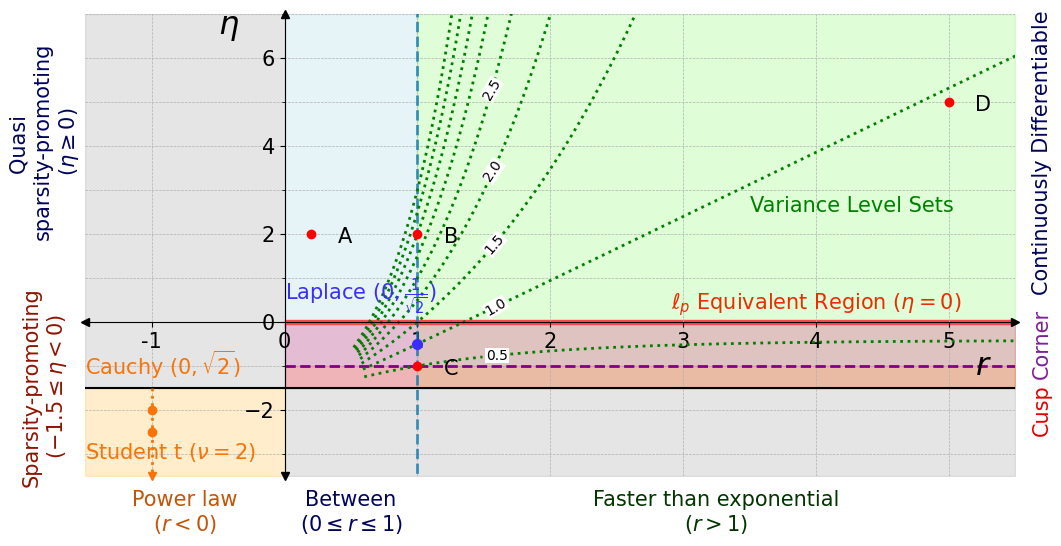 η
6
4
2
0
−2
Quasi
sparsity-promoting
(η ≥ 0)
Sparsity-promoting
(−1.5 ≤ η < 0)
A
B
C
D
2.5
2.0
1.5
1.0
0.5
Variance Level Sets
Laplace (0, 1/√2)
ℓp Equivalent Region (η = 0)
-1
0
1
2
3
4
5
r
Cauchy (0, √2)
Student t (ν = 2)
Power law
(r < 0)
Between
(0 ≤ r ≤ 1)
Faster than exponential
(r > 1)
Cusp Corner Continuously Differentiable